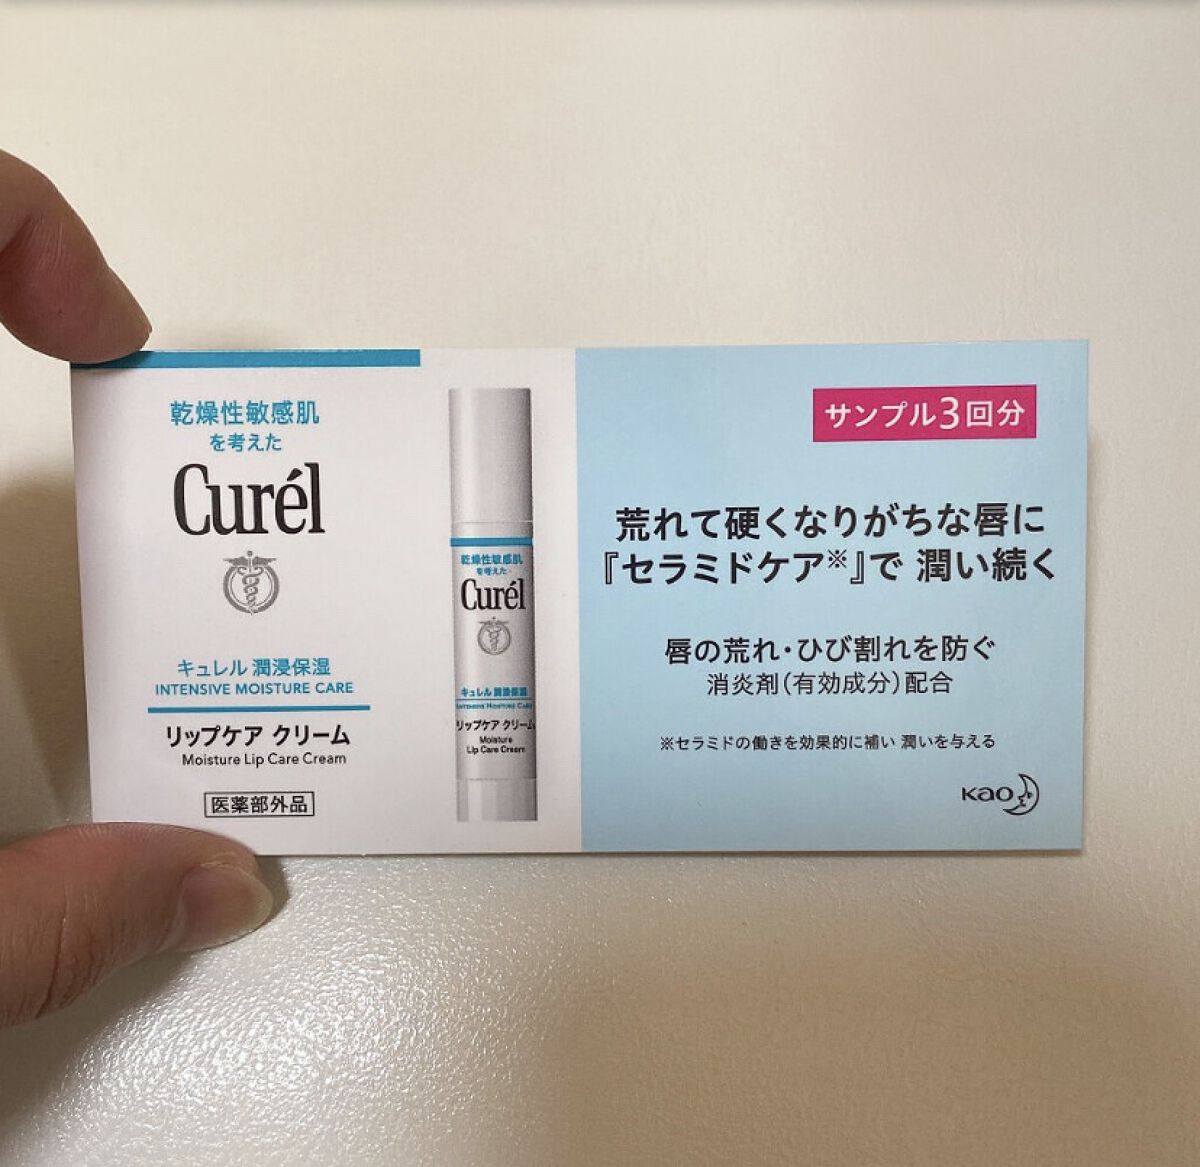 乾燥性敏感肌
を考えた
Curél
キュレル 潤浸保湿
INTENSIVE MOISTURE CARE
リップケア クリーム
Moisture Lip Care Cream
医薬部外品
乾燥性敏感肌
を考えた
Curél
キュレル 潤浸保湿
INTENSIVE MOISTURE CARE
リップケア クリーム
Moisture
Lip Care Cream
サンプル3回分
荒れて硬くなりがちな唇に
『セラミドケア※』で 潤い続く
唇の荒れ・ひび割れを防ぐ
消炎剤(有効成分)配合
※セラミドの働きを効果的に補い 潤いを与える
Kao